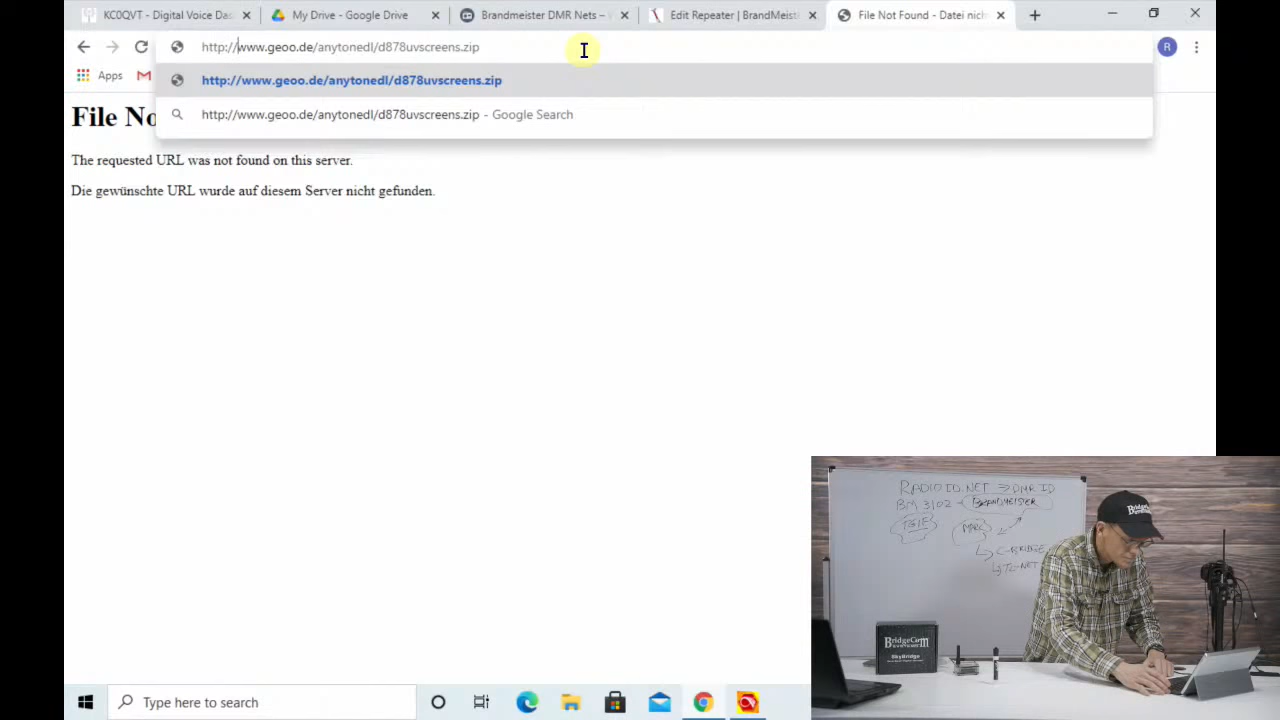 KC0QVT - Digital Voice Das
My Drive - Google Drive
Brandmeister DMR Nets –
Edit Repeater | BrandMeist
File Not Found - Datei nich
http://www.geoo.de/anytonedl/d878uvscreens.zip
R
Apps
http://www.geoo.de/anytonedl/d878uvscreens.zip
http://www.geoo.de/anytonedl/d878uvscreens.zip - Google Search
File No
The requested URL was not found on this server.
Die gewünschte URL wurde auf diesem Server nicht gefunden.
RADIOID.NET → DMR ID
BM 3102 - BRANDMEISTER
MARC
C-BRIDGE
BridgeCom
SkyBridge
Type here to search